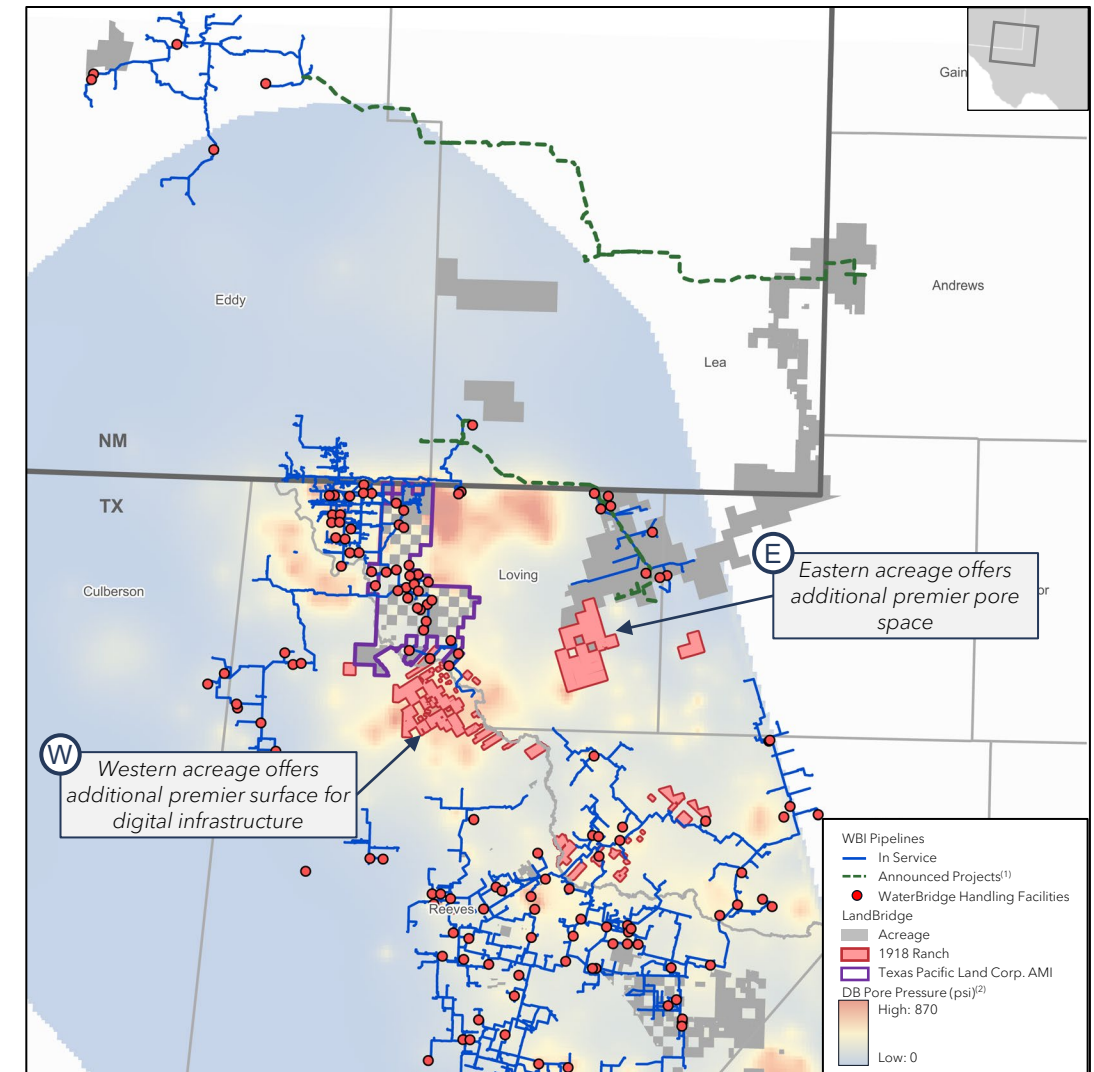 Gain
Eddy
Andrews
Lea
NM
TX
E
Culberson
Loving
Eastern acreage offers
additional premier pore
space
or
W
Western acreage offers
additional premier surface for
digital infrastructure
Reeves
WBI Pipelines
In Service
Announced Projects(1)
WaterBridge Handling Facilities
LandBridge
Acreage
1918 Ranch
Texas Pacific Land Corp. AMI
DB Pore Pressure (psi)(2)
High: 870
Low: 0